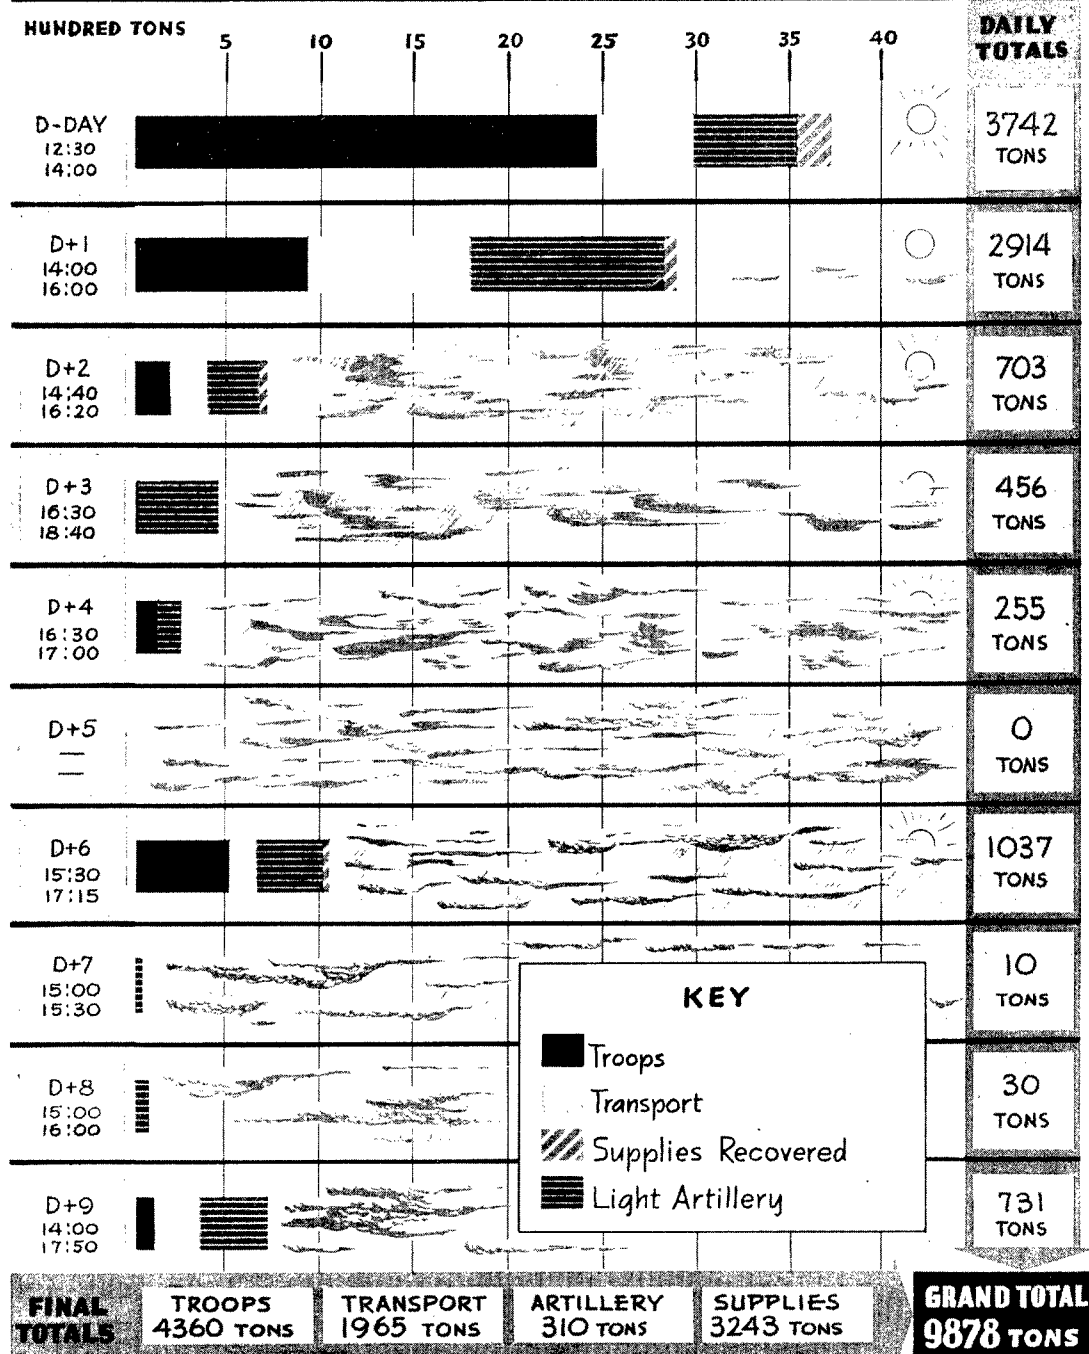 HUNDRED TONS
5 10 15 20 25 30 35 40
DAILY
TOTALS
D-DAY
12:30
14:00
3742
TONS
D+1
14:00
16:00
2914
TONS
D+2
14:40
16:20
703
TONS
D+3
16:30
18:40
456
TONS
D+4
16:30
17:00
255
TONS
D+5
—
—
0
TONS
D+6
15:30
17:15
1037
TONS
D+7
15:00
15:30
10
TONS
D+8
15:00
16:00
30
TONS
D+9
14:00
17:50
731
TONS
KEY
Troops
Transport
Supplies Recovered
Light Artillery
FINAL
TOTALS
TROOPS
4360 TONS
TRANSPORT
1965 TONS
ARTILLERY
310 TONS
SUPPLIES
3243 TONS
GRAND TOTAL
9878 TONS